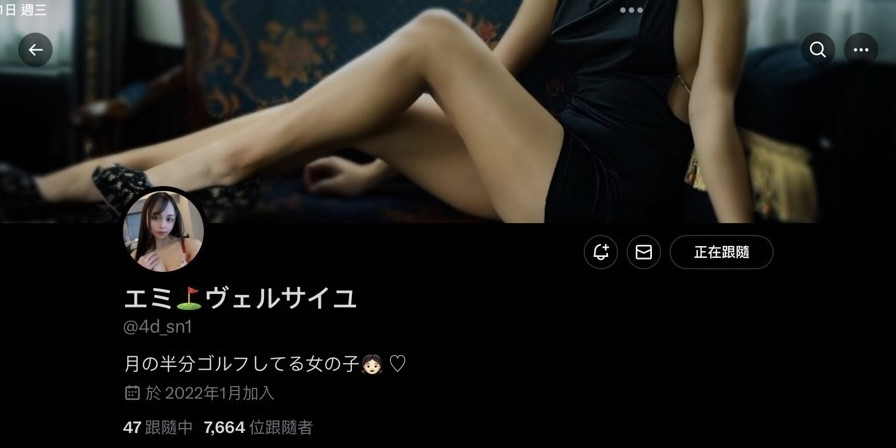 1日 週三
正在跟隨
エミ⛳ヴェルサイユ
@4d_sn1
月の半分ゴルフしてる女の子👧🏻 ♡
於 2022年1月加入
47 跟隨中 7,664 位跟隨者